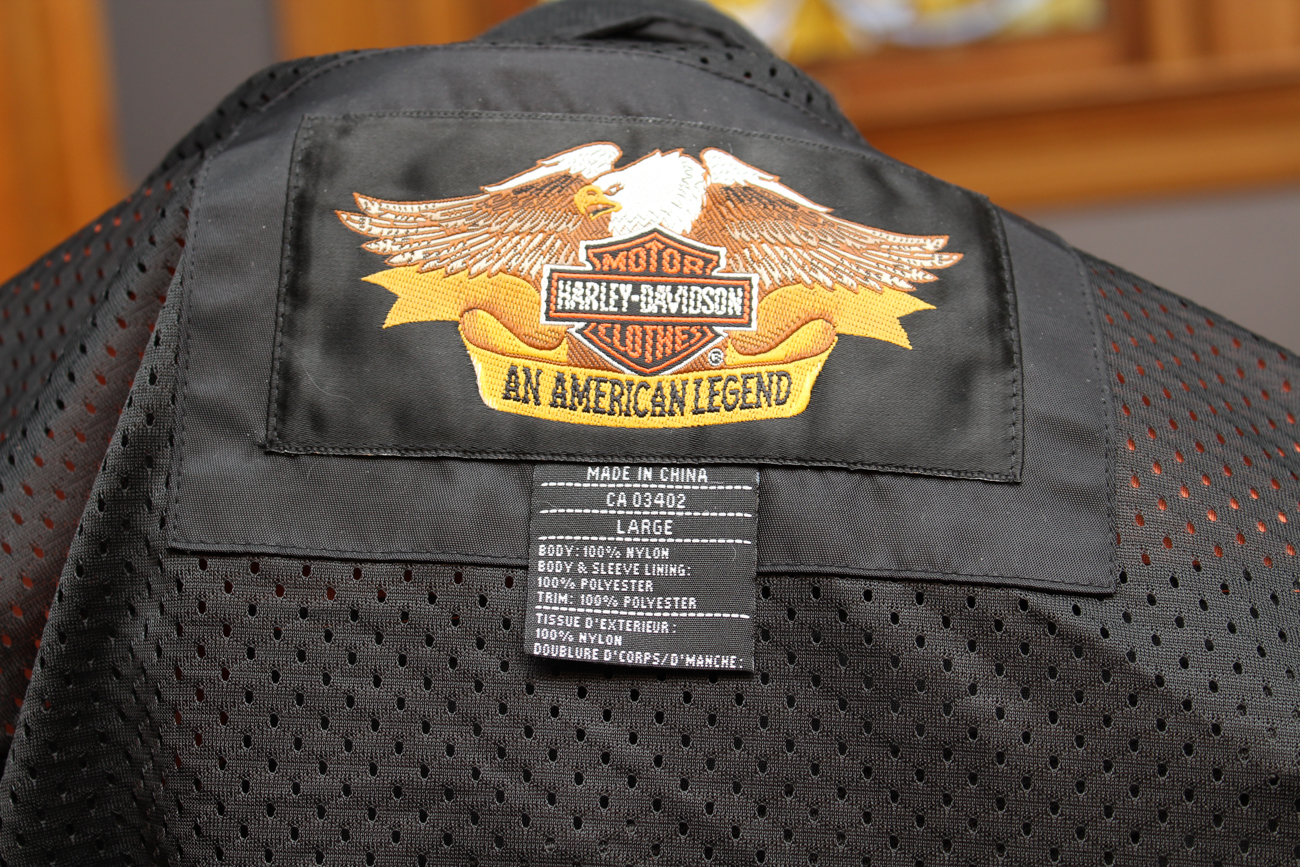 MOTOR
HARLEY-DAVIDSON
CLOTHES
®
AN AMERICAN LEGEND
MADE IN CHINA
CA 03402
LARGE
BODY: 100% NYLON
BODY & SLEEVE LINING:
100% POLYESTER
TRIM: 100% POLYESTER
TISSUE D'EXTERIEUR:
100% NYLON
DOUBLURE D'CORPS/D'MANCHE: